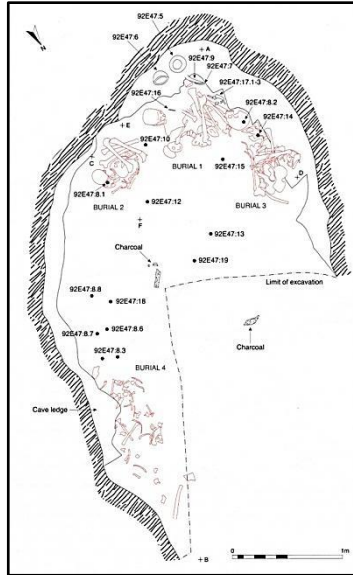 92E47:5
92E47:6
A
92E47:9
92E47:7
92E47:17.1-3
92E47:16
92E47:8.2
92E47:14
E
92E47:10
C
BURIAL 1
92E47:15
D
92E47:8.1
BURIAL 2
92E47:12
BURIAL 3
F
92E47:13
Charcoal
92E47:19
Limit of excavation
92E47:8.8
92E47:18
92E47:8.7
92E47:8.6
Charcoal
92E47:8.3
BURIAL 4
Cave ledge
B
0
1m